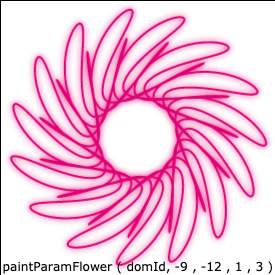 paintParamFlower ( domId, -9 , -12 , 1 , 3 )